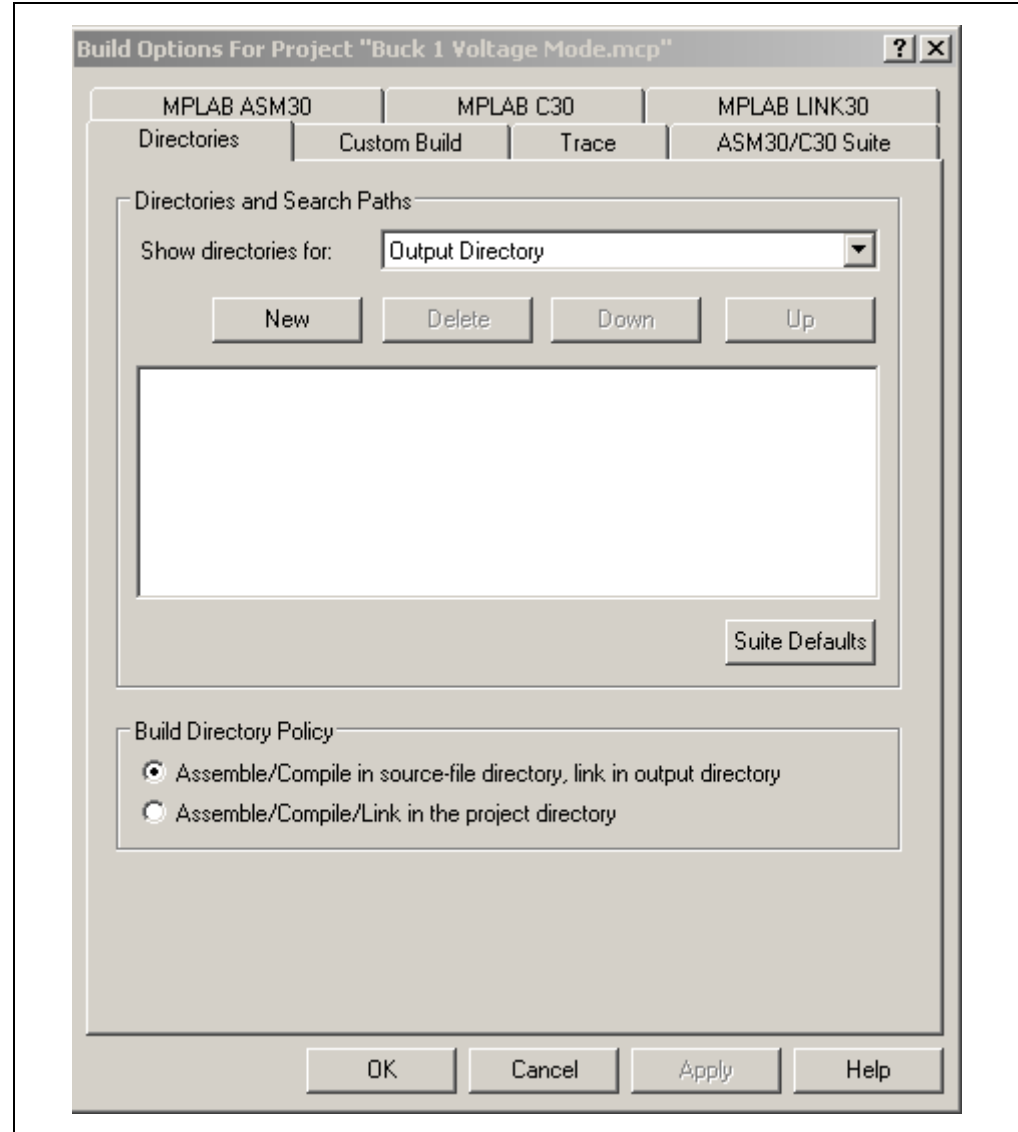 Build Options For Project "Buck 1 Voltage Mode.mcp"
MPLAB ASM30 MPLAB C30 MPLAB LINK30
Directories Custom Build Trace ASM30/C30 Suite
Directories and Search Paths
Show directories for: Output Directory
New Delete Down Up
Suite Defaults
Build Directory Policy
Assemble/Compile in source-file directory, link in output directory
Assemble/Compile/Link in the project directory
OK Cancel Apply Help